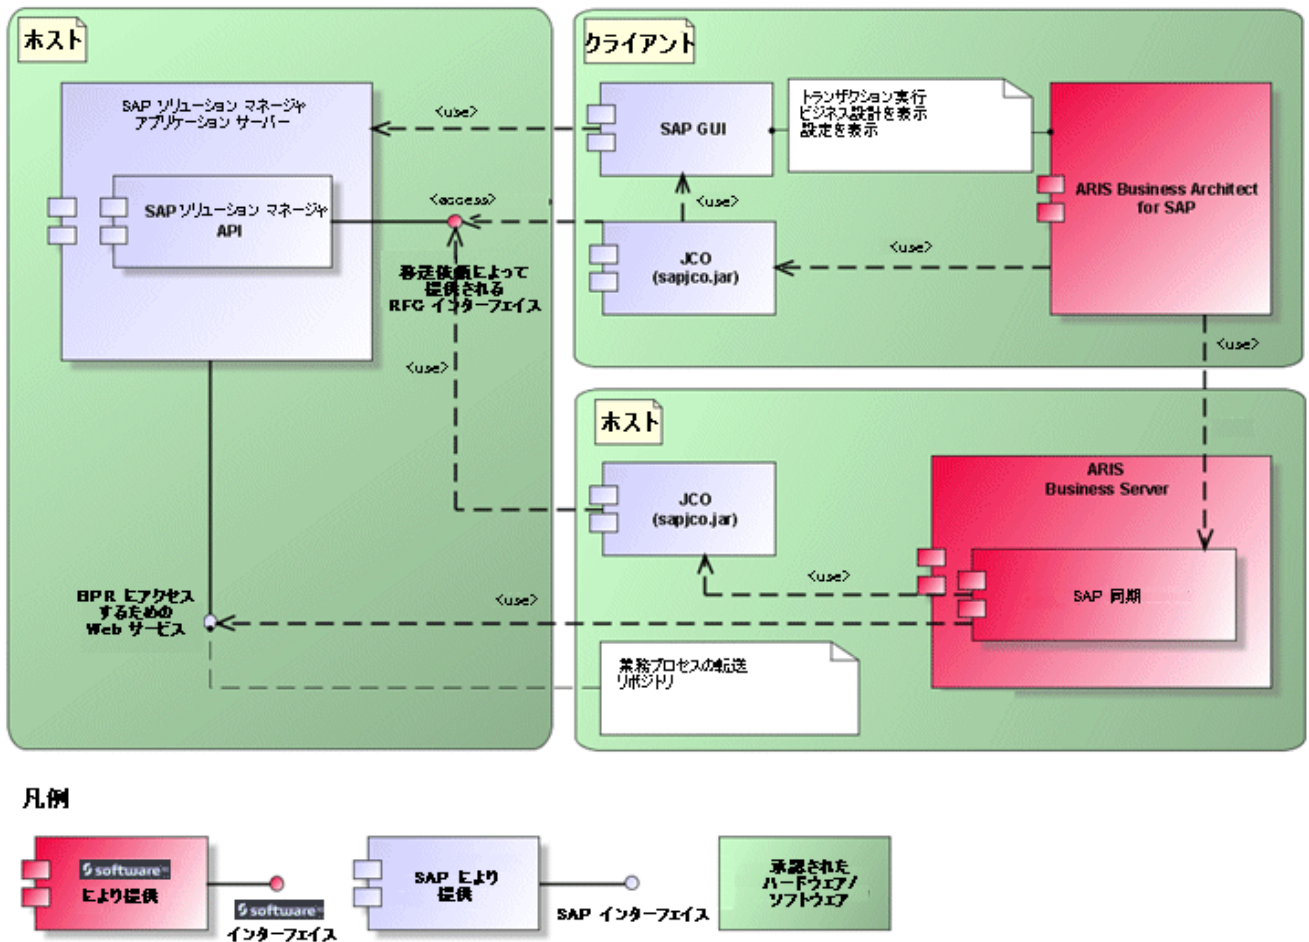 ホスト
SAP ソリューション マネージャ
アプリケーション サーバー
SAP ソリューション マネージャ
API
<use>
<access>
移送依頼によって
提供される
RFC インターフェイス
<use>
BPR にアクセス
するための
Web サービス
<use>
クライアント
SAP GUI
トランザクション実行
ビジネス設計を表示
設定を表示
ARIS Business Architect
for SAP
<use>
JCO
(sapjco.jar)
<use>
<use>
ホスト
JCO
(sapjco.jar)
ARIS
Business Server
<use>
SAP 同期
業務プロセスの転送
リポジトリ
凡例
software
により提供
software
インターフェイス
SAP により
提供
SAP インターフェイス
承認された
ハードウェア/
ソフトウェア